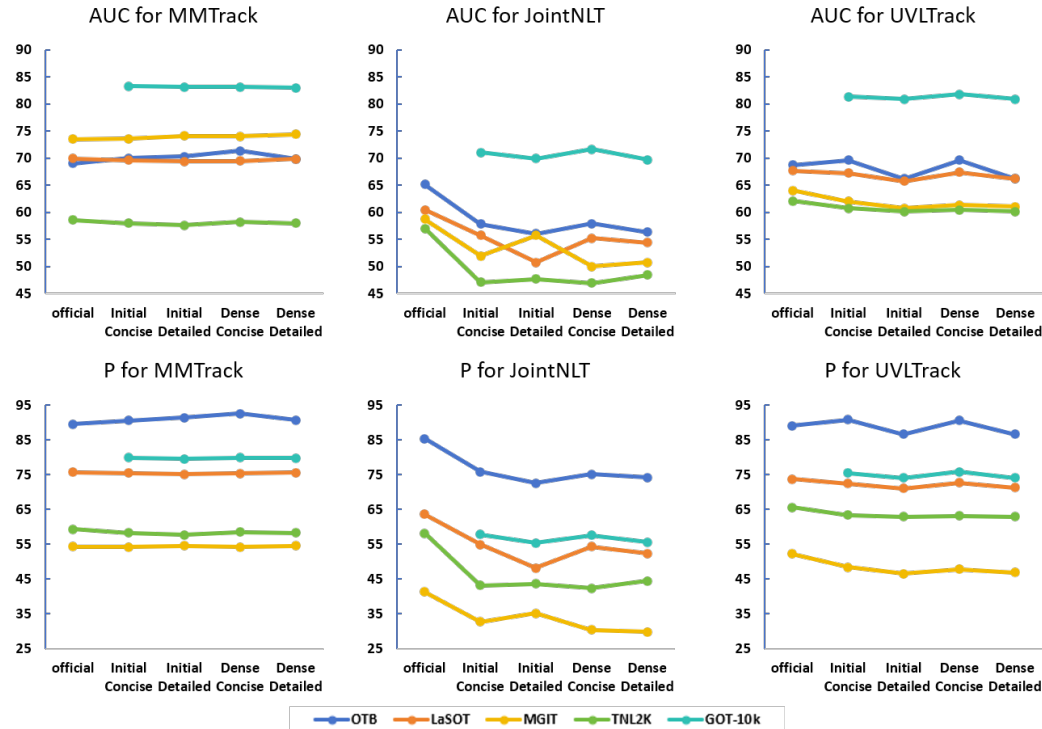 AUC for MMTrack
90
85
80
75
70
65
60
55
50
45
official
Initial Concise
Initial Detailed
Dense Concise
Dense Detailed
AUC for JointNLT
90
85
80
75
70
65
60
55
50
45
official
Initial Concise
Initial Detailed
Dense Concise
Dense Detailed
AUC for UVLTrack
90
85
80
75
70
65
60
55
50
45
official
Initial Concise
Initial Detailed
Dense Concise
Dense Detailed
P for MMTrack
95
85
75
65
55
45
35
25
official
Initial Concise
Initial Detailed
Dense Concise
Dense Detailed
P for JointNLT
95
85
75
65
55
45
35
25
official
Initial Concise
Initial Detailed
Dense Concise
Dense Detailed
P for UVLTrack
95
85
75
65
55
45
35
25
official
Initial Concise
Initial Detailed
Dense Concise
Dense Detailed
OTB LaSOT MGIT TNL2K GOT-10k